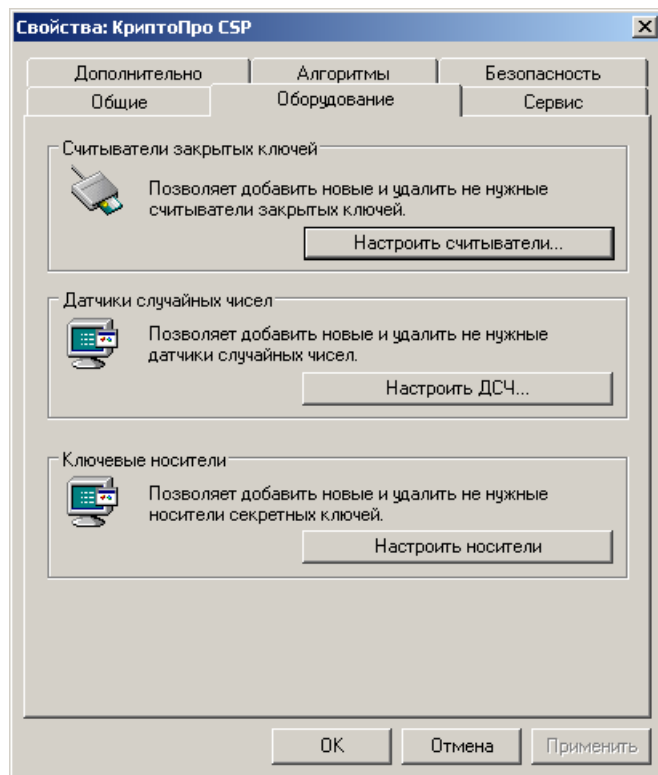 Свойства: КриптоПро CSP
Дополнительно Алгоритмы Безопасность
Общие Оборудование Сервис
Считыватели закрытых ключей
Позволяет добавить новые и удалить не нужные
считыватели закрытых ключей.
Настроить считыватели...
Датчики случайных чисел
Позволяет добавить новые и удалить не нужные
датчики случайных чисел.
Настроить ДСЧ...
Ключевые носители
Позволяет добавить новые и удалить не нужные
носители секретных ключей.
Настроить носители
OK Отмена Применить